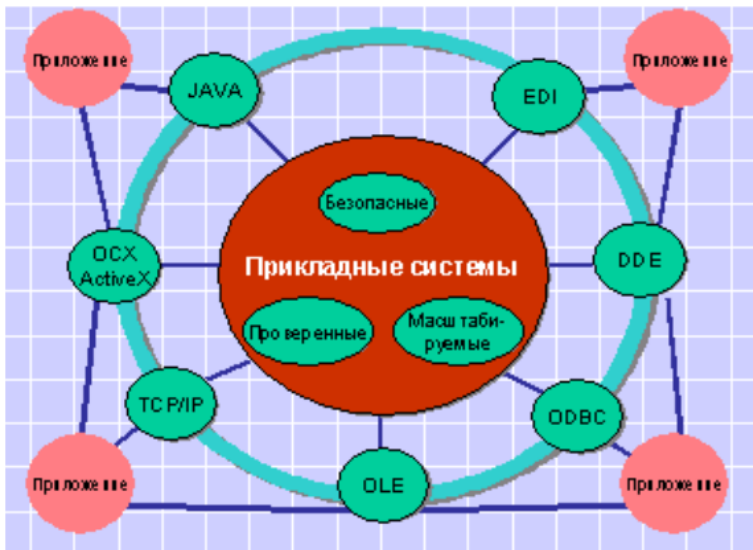 Приложение
Приложение
JAVA
EDI
Безопасные
OCX
ActiveX
Прикладные системы
DDE
Проверенные
Масштаби-
руемые
TCP/IP
ODBC
Приложение
OLE
Приложение